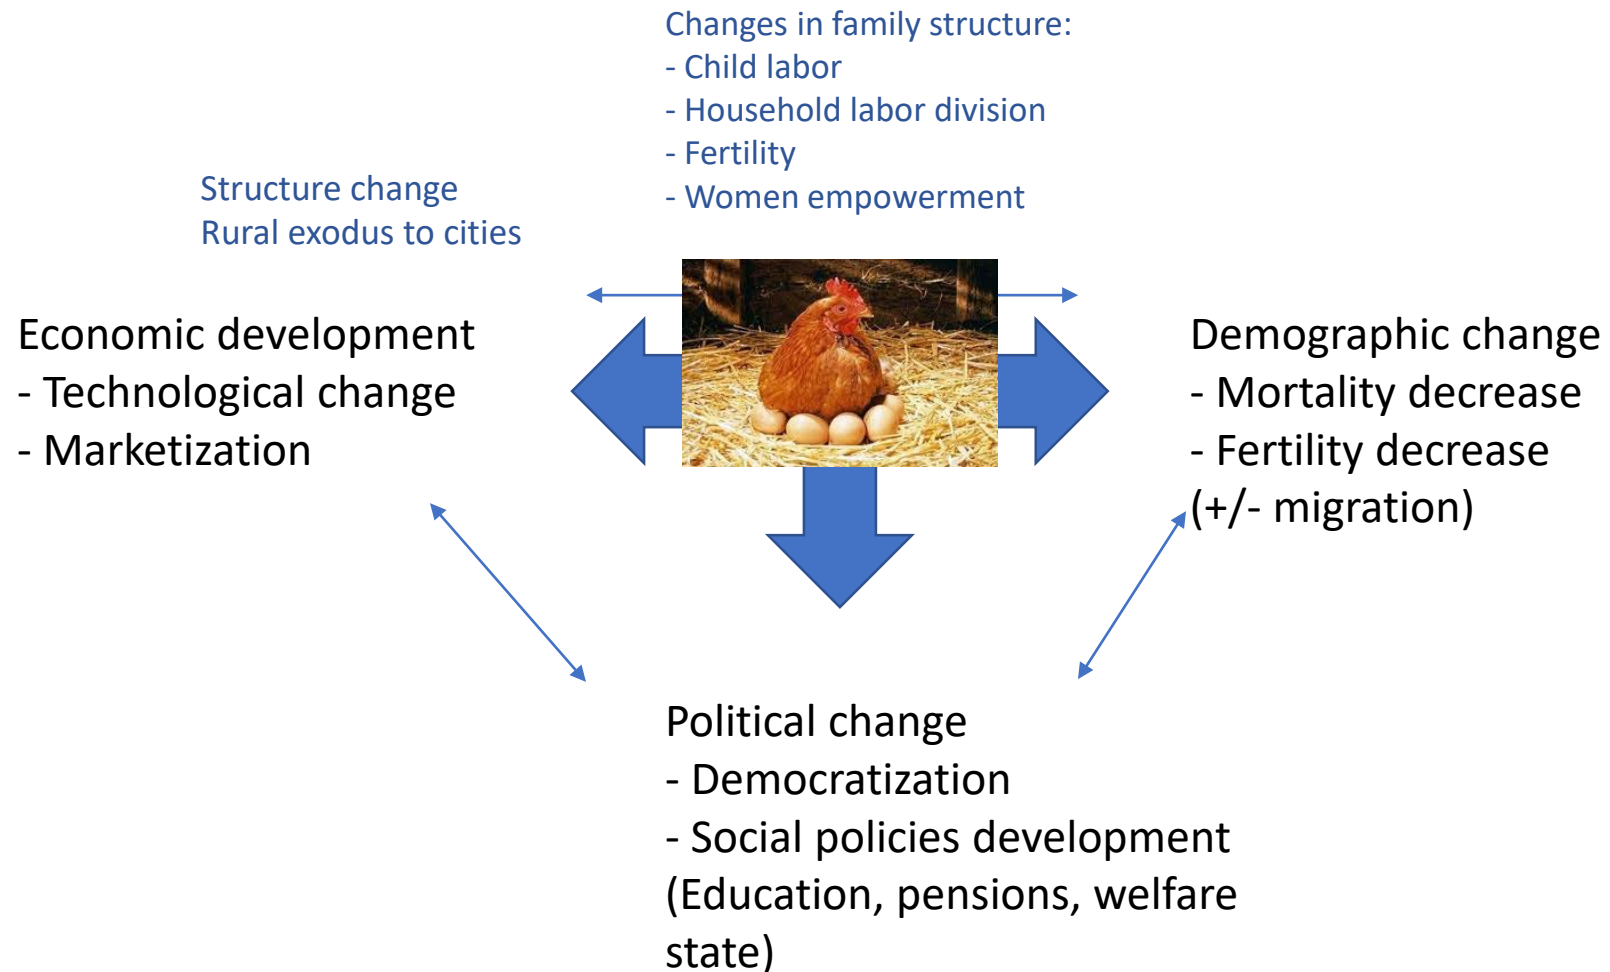 Changes in family structure:
- Child labor
- Household labor division
- Fertility
- Women empowerment
Structure change
Rural exodus to cities
Economic development
- Technological change
- Marketization
Demographic change
- Mortality decrease
- Fertility decrease
(+/- migration)
Political change
- Democratization
- Social policies development
(Education, pensions, welfare
state)